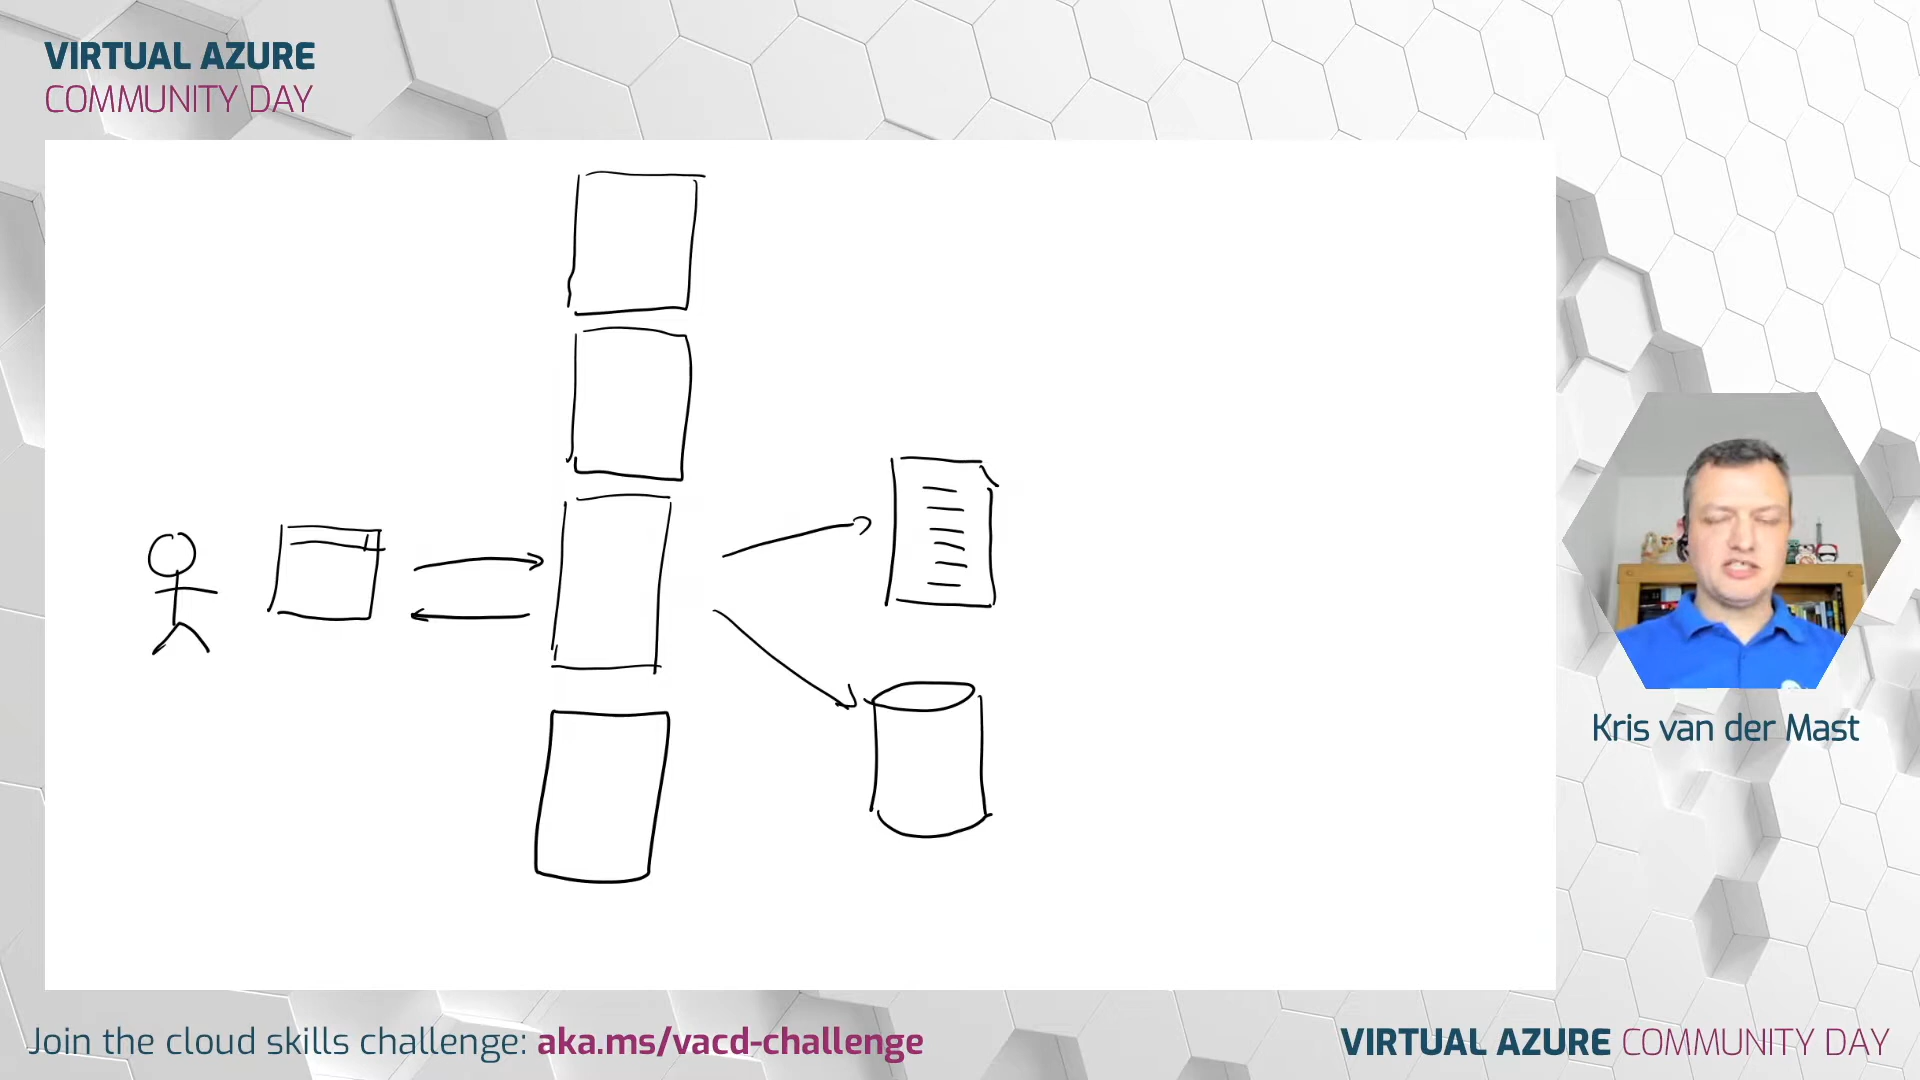 VIRTUAL AZURE
COMMUNITY DAY
Kris van der Mast
Join the cloud skills challenge: aka.ms/vacd-challenge
VIRTUAL AZURE COMMUNITY DAY